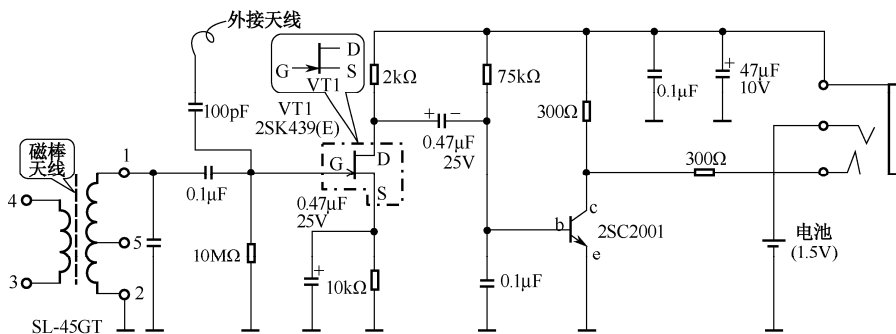 外接天线
D
G
S
VT1
VT1
2SK439(E)
100pF
2kΩ
75kΩ
300Ω
0.1μF
+
47μF
10V
+
−
0.47μF
25V
磁棒
天线
1
4
5
3
2
SL-45GT
0.1μF
10MΩ
G
D
S
0.47μF
25V
+
10kΩ
0.1μF
b
c
e
2SC2001
300Ω
电池
(1.5V)